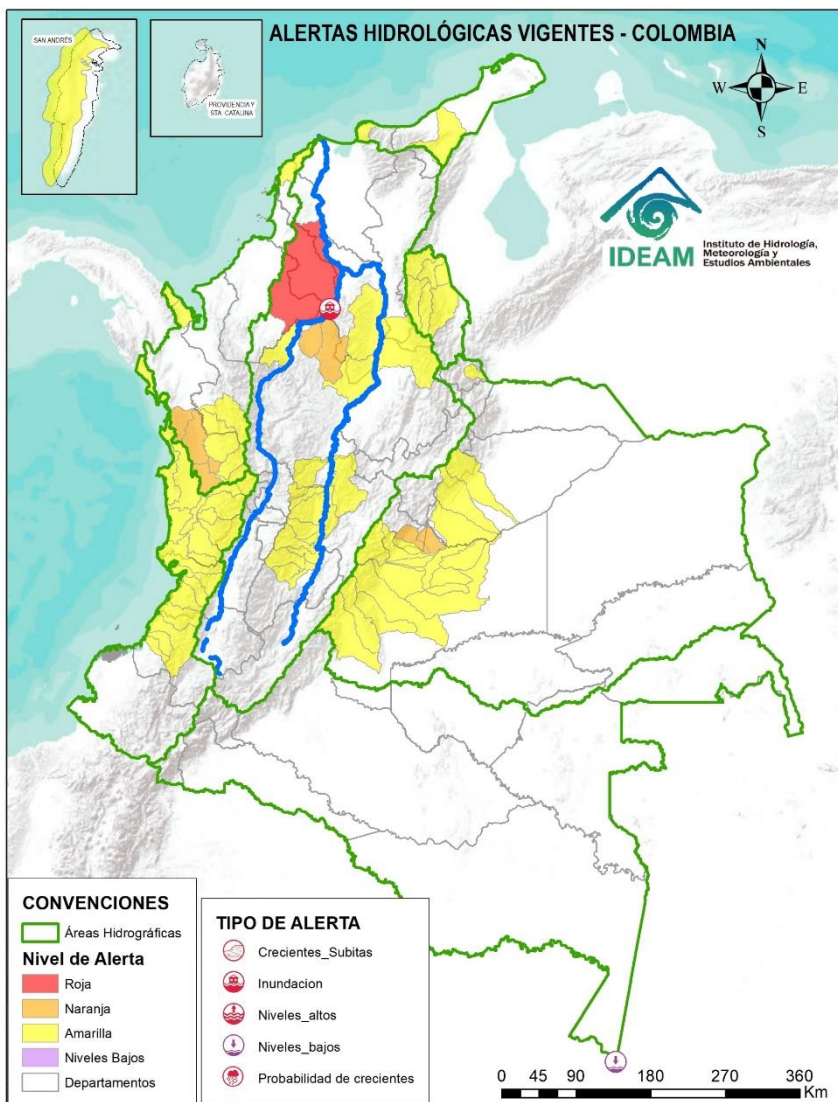 SAN ANDRÉS
PROVIDENCIA Y
STA. CATALINA
ALERTAS HIDROLÓGICAS VIGENTES - COLOMBIA
N
W
E
S
IDEAM
Instituto de Hidrología,
Meteorología y
Estudios Ambientales
CONVENCIONES
Áreas Hidrográficas
Nivel de Alerta
Roja
Naranja
Amarilla
Niveles Bajos
Departamentos
TIPO DE ALERTA
Crecientes_Subitas
Inundacion
Niveles_altos
Niveles_bajos
Probabilidad de crecientes
0 45 90 180 270 360
Km